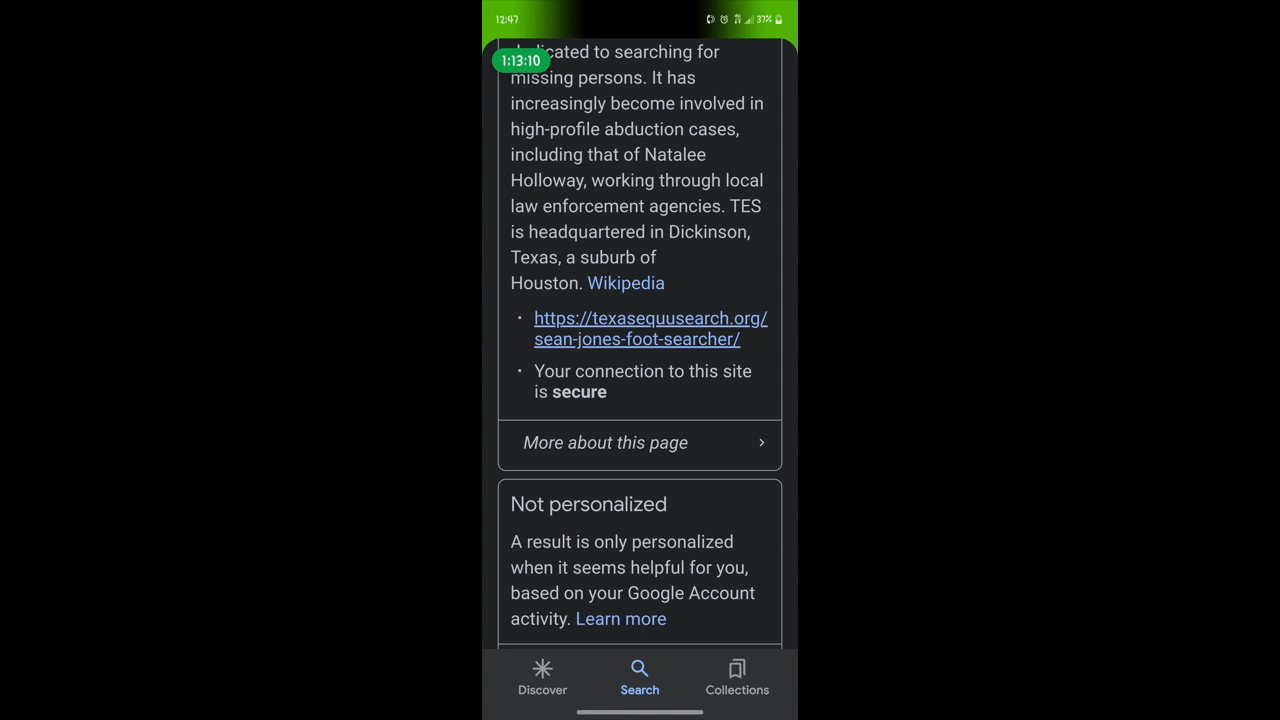 12:47
37%
1:13:10
dedicated to searching for
missing persons. It has
increasingly become involved in
high-profile abduction cases,
including that of Natalee
Holloway, working through local
law enforcement agencies. TES
is headquartered in Dickinson,
Texas, a suburb of
Houston. Wikipedia
• https://texasequusearch.org/
sean-jones-foot-searcher/
• Your connection to this site
is secure
More about this page
Not personalized
A result is only personalized
when it seems helpful for you,
based on your Google Account
activity. Learn more
Discover Search Collections